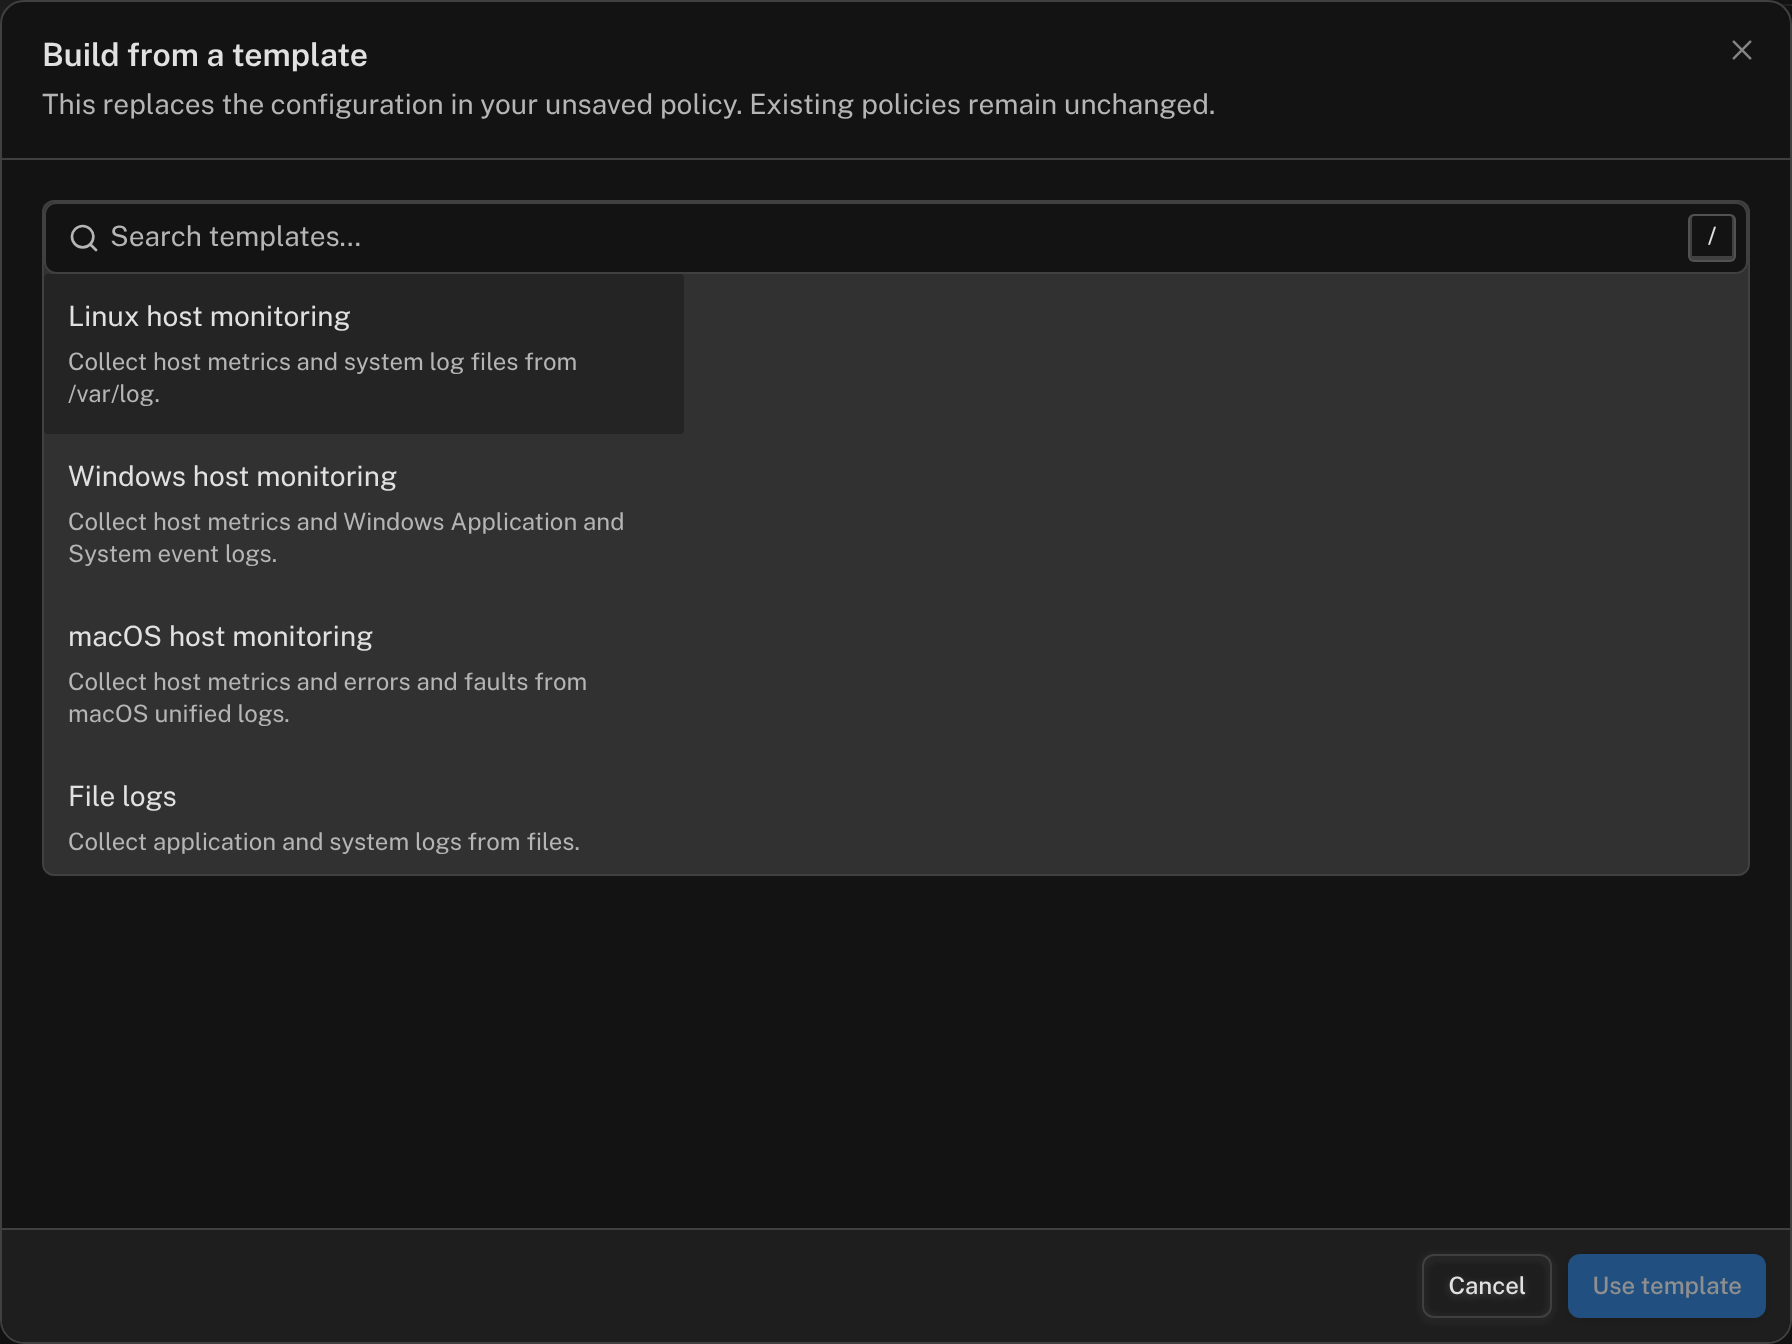 Build from a template
This replaces the configuration in your unsaved policy. Existing policies remain unchanged.
Search templates...
/
Linux host monitoring
Collect host metrics and system log files from
/var/log.
Windows host monitoring
Collect host metrics and Windows Application and
System event logs.
macOS host monitoring
Collect host metrics and errors and faults from
macOS unified logs.
File logs
Collect application and system logs from files.
Cancel
Use template